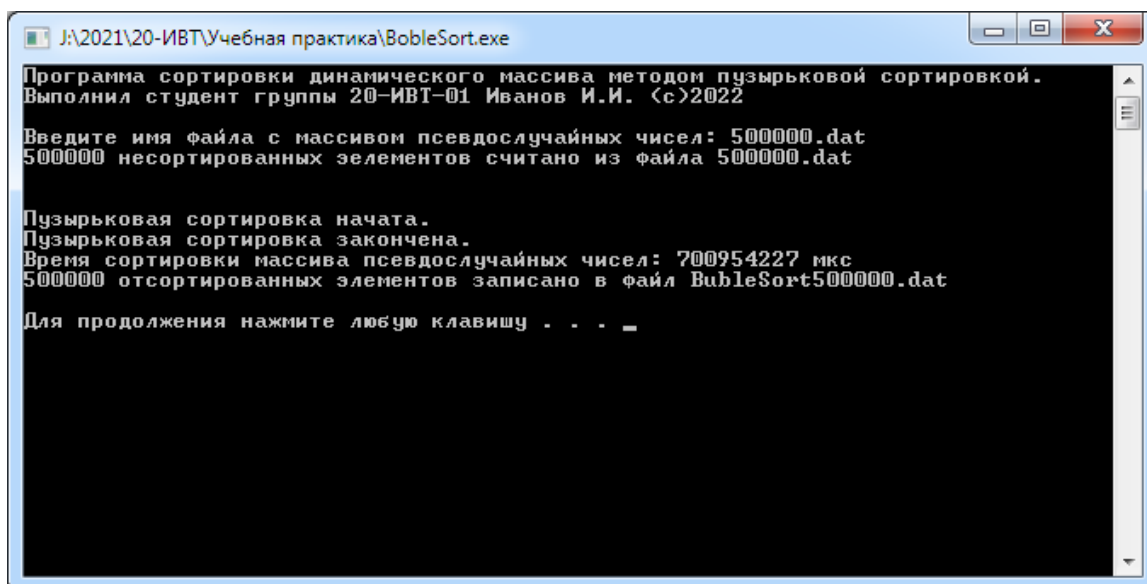 J:\2021\20-ИВТ\Учебная практика\BobleSort.exe
Программа сортировки динамического массива методом пузырьковой сортировкой.
Выполнил студент группы 20-ИВТ-01 Иванов И.И. (с)2022
Введите имя файла с массивом псевдослучайных чисел: 500000.dat
500000 несортированных эелементов считано из файла 500000.dat
Пузырьковая сортировка начата.
Пузырьковая сортировка закончена.
Время сортировки массива псевдослучайных чисел: 700954227 мкс
500000 отсортированных элементов записано в файл BubleSort500000.dat
Для продолжения нажмите любую клавишу . . . _